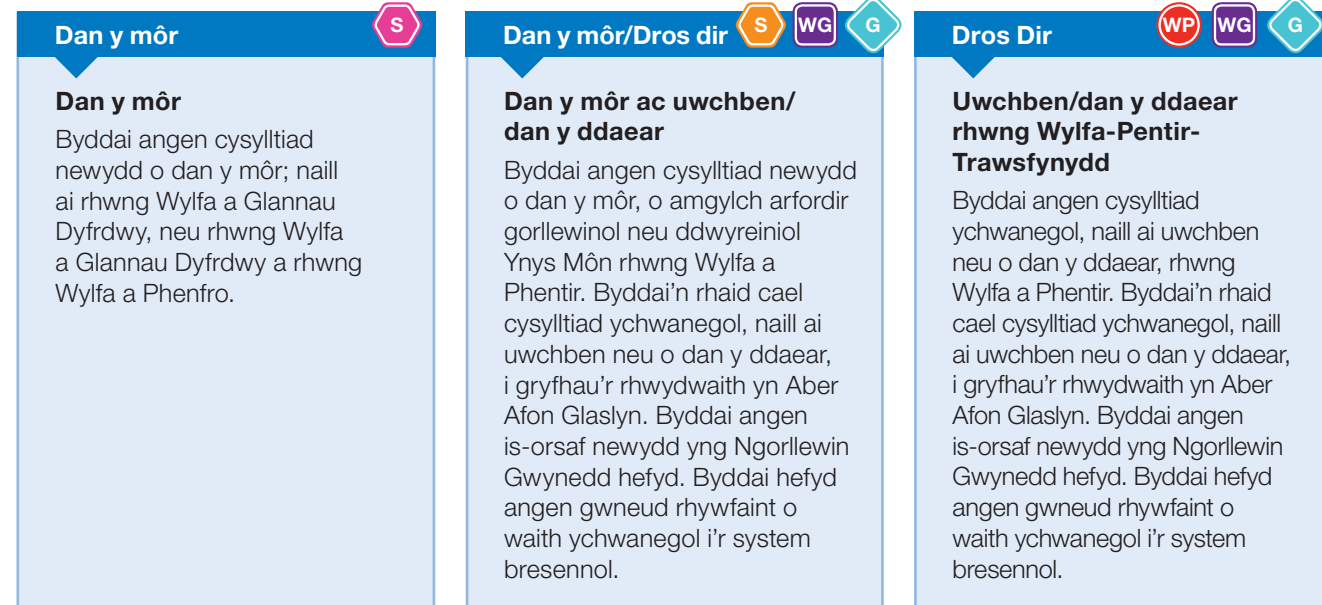 Dan y môr
S
Dan y môr
Byddai angen cysylltiad
newydd o dan y môr; naill
ai rhwng Wylfa a Glannau
Dyfrdwy, neu rhwng Wylfa
a Glannau Dyfrdwy a rhwng
Wylfa a Phenfro.
Dan y môr/Dros dir
S
WG
G
Dan y môr ac uwchben/
dan y ddaear
Byddai angen cysylltiad newydd
o dan y môr, o amgylch arfordir
gorllewinol neu ddwyreiniol
Ynys Môn rhwng Wylfa a
Phentir. Byddai'n rhaid cael
cysylltiad ychwanegol, naill ai
uwchben neu o dan y ddaear,
i gryfhau'r rhwydwaith yn Aber
Afon Glaslyn. Byddai angen
is-orsaf newydd yng Ngorllewin
Gwynedd hefyd. Byddai hefyd
angen gwneud rhywfaint o
waith ychwanegol i'r system
bresennol.
Dros Dir
WP
WG
G
Uwchben/dan y ddaear
rhwng Wylfa-Pentir-
Trawsfynydd
Byddai angen cysylltiad
ychwanegol, naill ai uwchben
neu o dan y ddaear, rhwng
Wylfa a Phentir. Byddai'n rhaid
cael cysylltiad ychwanegol, naill
ai uwchben neu o dan y ddaear,
i gryfhau'r rhwydwaith yn Aber
Afon Glaslyn. Byddai angen
is-orsaf newydd yng Ngorllewin
Gwynedd hefyd. Byddai hefyd
angen gwneud rhywfaint o
waith ychwanegol i'r system
bresennol.